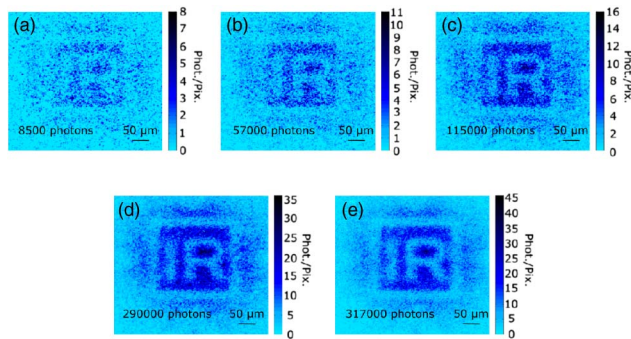 (a)
8
7
6
5
4
3
2
1
0
Phot./Pix.
R
8500 photons
50 µm
(b)
11
10
9
8
7
6
5
4
3
2
1
0
Phot./Pix.
R
57000 photons
50 µm
(c)
16
14
12
10
8
6
4
2
0
Phot./Pix.
R
115000 photons
50 µm
(d)
35
30
25
20
15
10
5
0
Phot./Pix.
R
290000 photons
50 µm
(e)
45
40
35
30
25
20
15
10
5
0
Phot./Pix.
R
317000 photons
50 µm